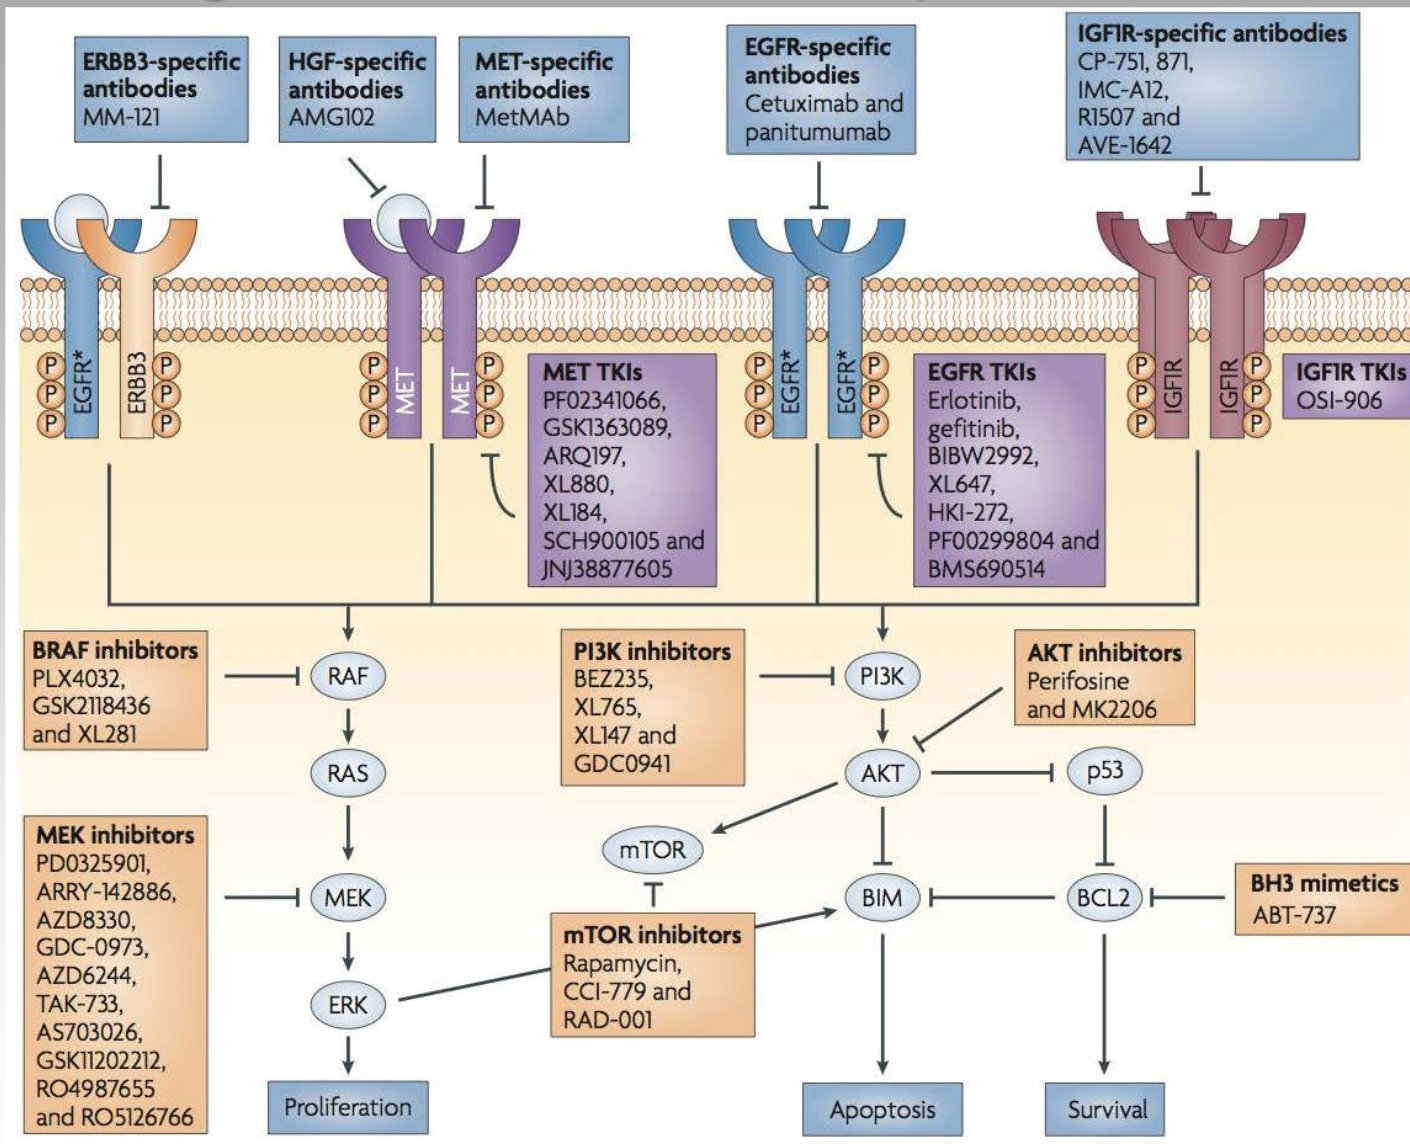 ERBB3-specific
antibodies
MM-121
HGF-specific
antibodies
AMG102
MET-specific
antibodies
MetMAb
EGFR-specific
antibodies
Cetuximab and
panitumumab
IGF1R-specific antibodies
CP-751, 871,
IMC-A12,
R1507 and
AVE-1642
P
P
P
EGFR*
ERBB3
P
P
P
P
P
P
MET
MET
P
P
P
MET TKIs
PF02341066,
GSK1363089,
ARQ197,
XL880,
XL184,
SCH900105 and
JNJ38877605
P
P
P
EGFR*
EGFR*
P
P
P
EGFR TKIs
Erlotinib,
gefitinib,
BIBW2992,
XL647,
HKI-272,
PF00299804 and
BMS690514
P
P
P
IGF1R
IGF1R
P
P
P
IGF1R TKIs
OSI-906
BRAF inhibitors
PLX4032,
GSK2118436
and XL281
RAF
PI3K inhibitors
BEZ235,
XL765,
XL147 and
GDC0941
PI3K
AKT inhibitors
Perifosine
and MK2206
RAS
AKT
p53
MEK inhibitors
PD0325901,
ARRY-142886,
AZD8330,
GDC-0973,
AZD6244,
TAK-733,
AS703026,
GSK11202212,
RO4987655
and RO5126766
mTOR
MEK
BIM
BCL2
BH3 mimetics
ABT-737
mTOR inhibitors
Rapamycin,
CCI-779 and
RAD-001
ERK
Proliferation
Apoptosis
Survival